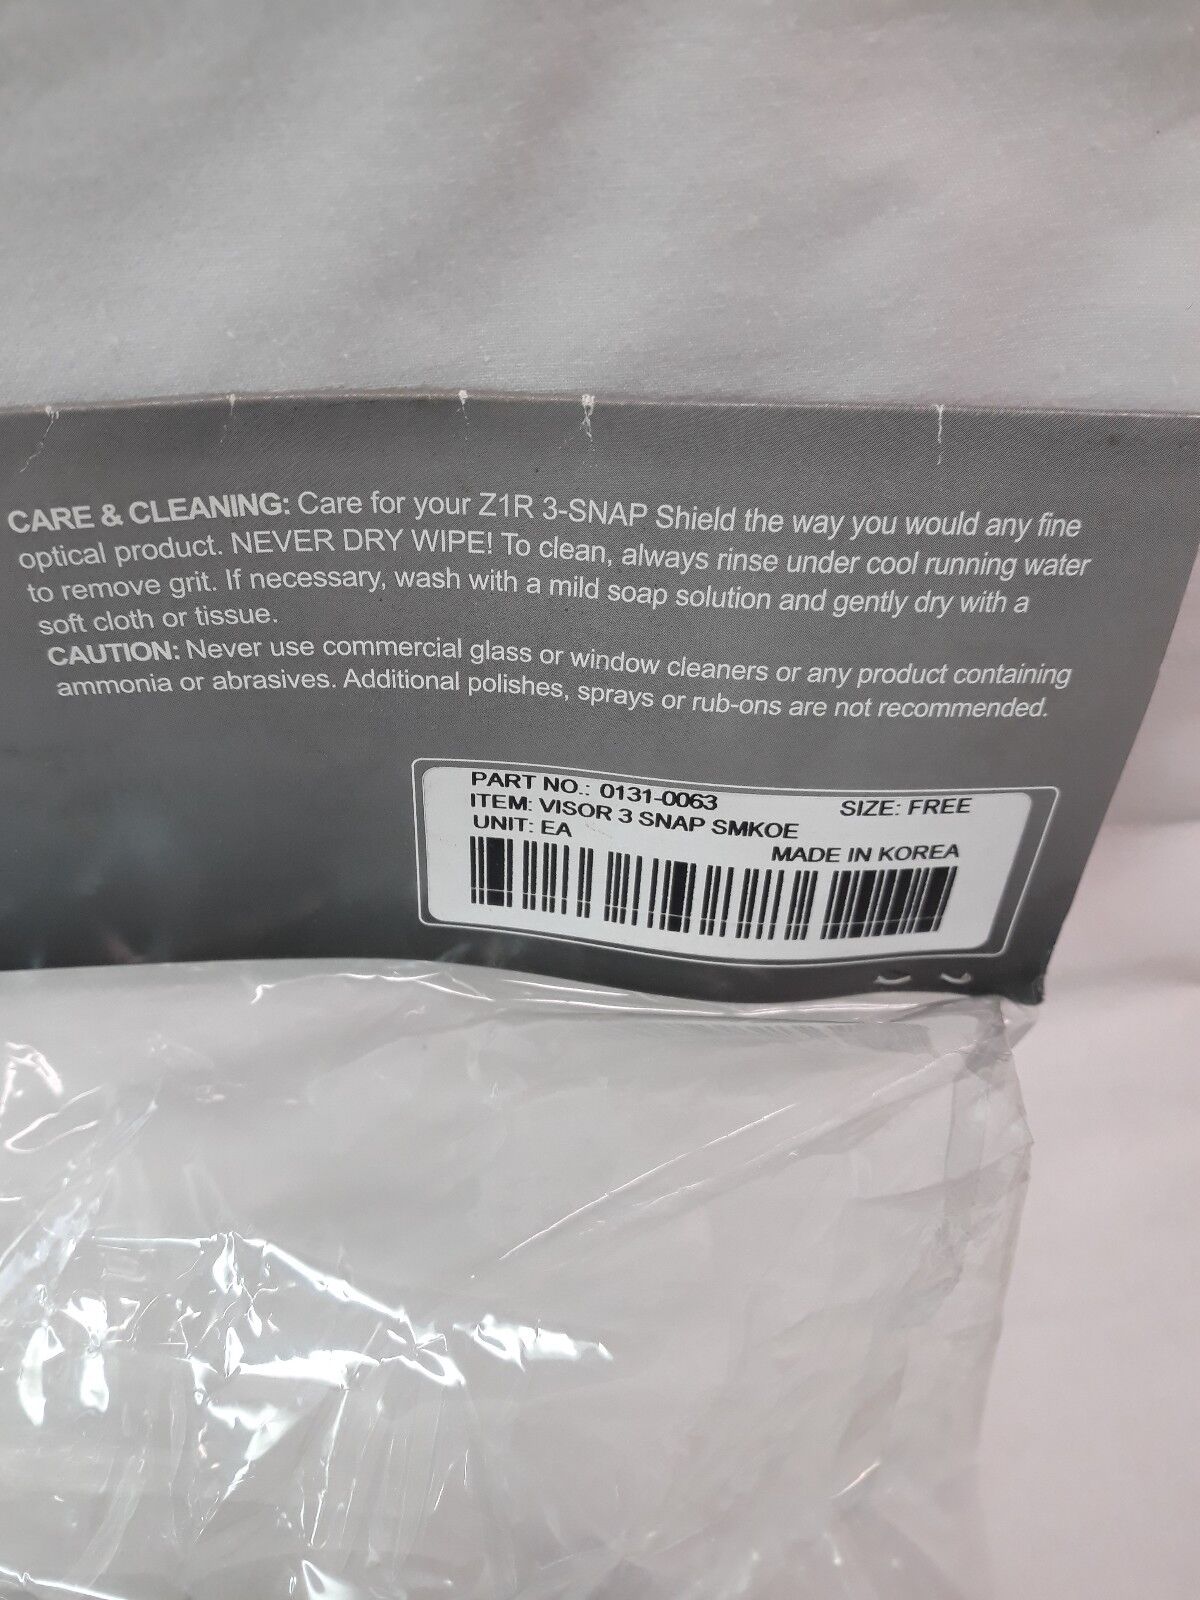 CARE & CLEANING: Care for your Z1R 3-SNAP Shield the way you would any fine
optical product. NEVER DRY WIPE! To clean, always rinse under cool running water
to remove grit. If necessary, wash with a mild soap solution and gently dry with a
soft cloth or tissue.
CAUTION: Never use commercial glass or window cleaners or any product containing
ammonia or abrasives. Additional polishes, sprays or rub-ons are not recommended.
PART NO.: 0131-0063
SIZE: FREE
ITEM: VISOR 3 SNAP SMKOE
UNIT: EA
MADE IN KOREA